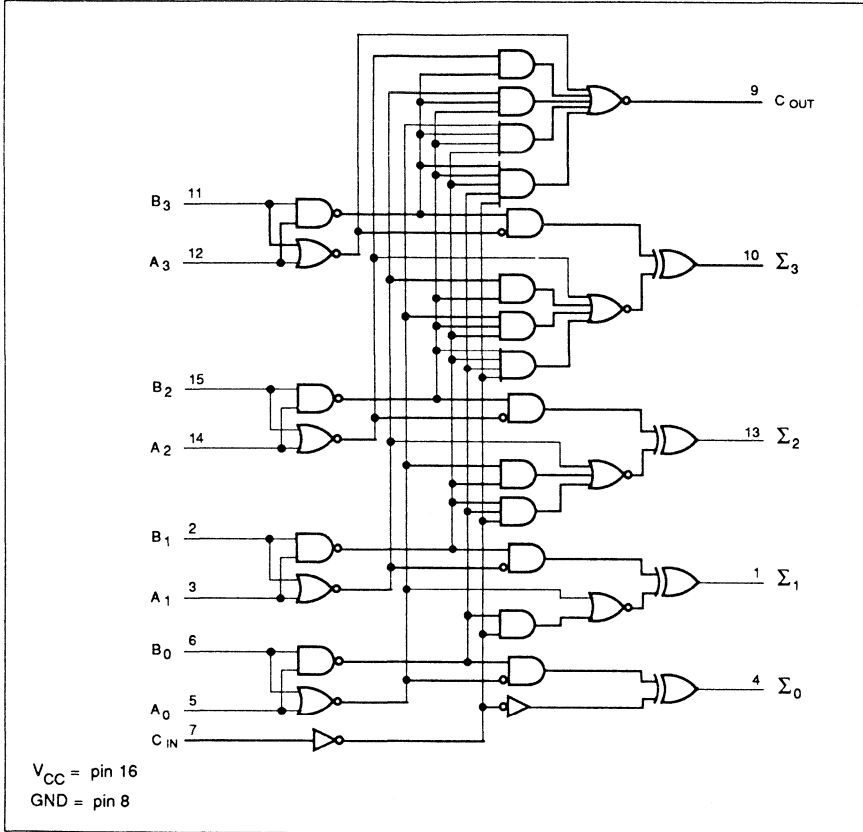 9 C OUT
B3 11
A3 12
10 Σ3
B2 15
A2 14
13 Σ2
B1 2
A1 3
1 Σ1
B0 6
4 Σ0
A0 5
C IN 7
VCC = pin 16
GND = pin 8